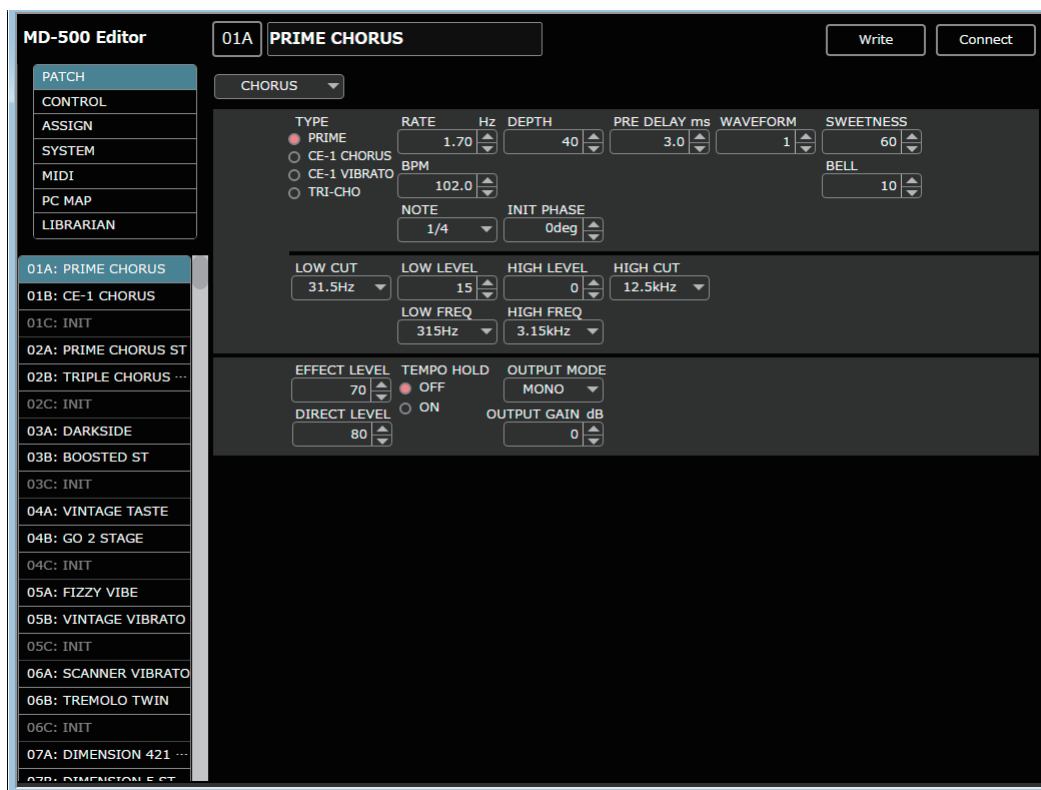 MD-500 Editor
01A PRIME CHORUS
Write
Connect
PATCH
CONTROL
ASSIGN
SYSTEM
MIDI
PC MAP
LIBRARIAN
01A: PRIME CHORUS
01B: CE-1 CHORUS
01C: INIT
02A: PRIME CHORUS ST
02B: TRIPLE CHORUS ···
02C: INIT
03A: DARKSIDE
03B: BOOSTED ST
03C: INIT
04A: VINTAGE TASTE
04B: GO 2 STAGE
04C: INIT
05A: FIZZY VIBE
05B: VINTAGE VIBRATO
05C: INIT
06A: SCANNER VIBRATO
06B: TREMOLO TWIN
06C: INIT
07A: DIMENSION 421 ···
07B: DIMENSION 5 ST
CHORUS
TYPE
PRIME
CE-1 CHORUS
CE-1 VIBRATO
TRI-CHO
RATE Hz
1.70
BPM
102.0
NOTE
1/4
DEPTH
40
INIT PHASE
0deg
PRE DELAY ms
3.0
WAVEFORM
1
SWEETNESS
60
BELL
10
LOW CUT
31.5Hz
LOW LEVEL
15
LOW FREQ
315Hz
HIGH LEVEL
0
HIGH FREQ
3.15kHz
HIGH CUT
12.5kHz
EFFECT LEVEL
70
DIRECT LEVEL
80
TEMPO HOLD
OFF
ON
OUTPUT MODE
MONO
OUTPUT GAIN dB
0